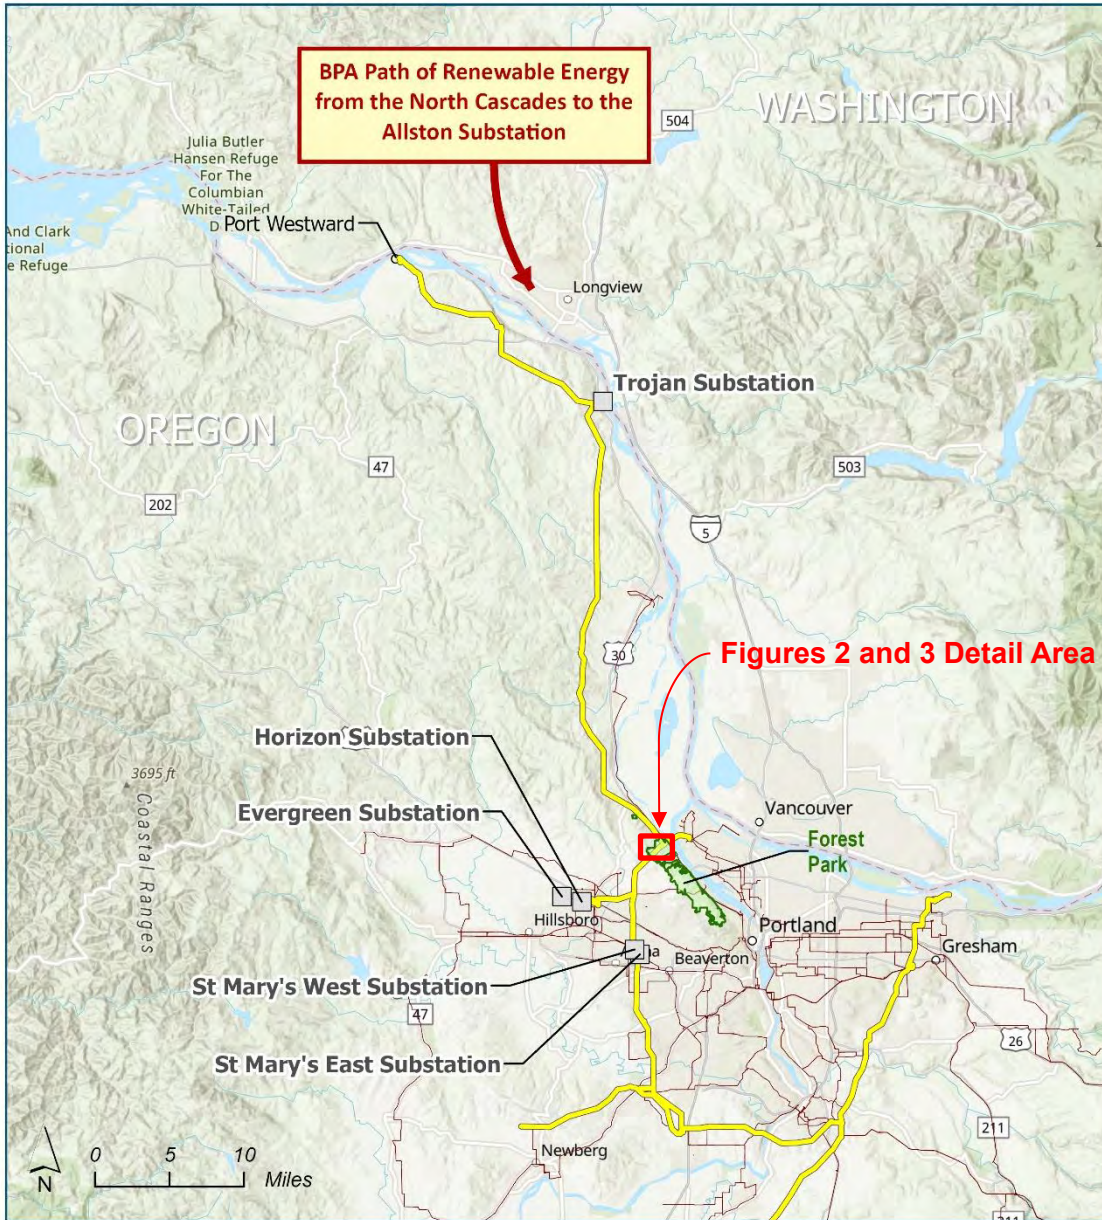 BPA Path of Renewable Energy
from the North Cascades to the
Allston Substation
WASHINGTON
504
Julia Butler
Hansen Refuge
For The
Columbian
White-Tailed
D
Port Westward
And Clark
tional
e Refuge
Longview
Trojan Substation
OREGON
47
503
202
5
30
Figures 2 and 3 Detail Area
Horizon Substation
3695 ft
Coastal Ranges
Evergreen Substation
Vancouver
Forest
Park
Hillsboro
Portland
Gresham
Beaverton
St Mary's West Substation
47
26
St Mary's East Substation
211
Newberg
0 5 10
Miles
N
211